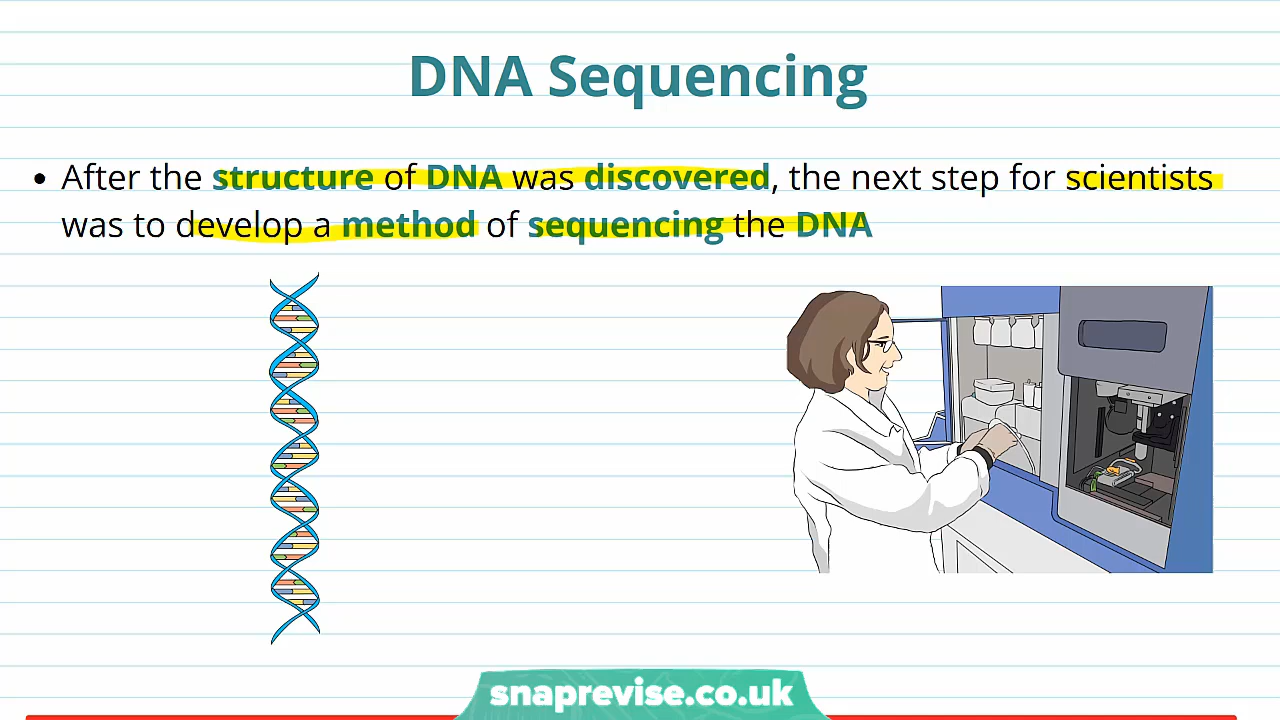 DNA Sequencing
• After the structure of DNA was discovered, the next step for scientists
was to develop a method of sequencing the DNA
snaprevise.co.uk